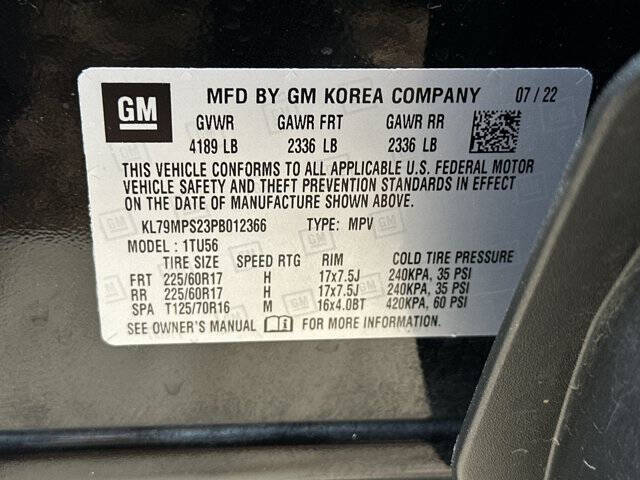 GM MFD BY GM KOREA COMPANY 07 / 22
GVWR GAWR FRT GAWR RR
4189 LB 2336 LB 2336 LB
THIS VEHICLE CONFORMS TO ALL APPLICABLE U.S. FEDERAL MOTOR
VEHICLE SAFETY AND THEFT PREVENTION STANDARDS IN EFFECT
ON THE DATE OF MANUFACTURE SHOWN ABOVE.
KL79MPS23PB012366 TYPE: MPV
MODEL : 1TU56
TIRE SIZE SPEED RTG RIM COLD TIRE PRESSURE
FRT 225/60R17 H 17x7.5J 240KPA, 35 PSI
RR 225/60R17 H 17x7.5J 240KPA, 35 PSI
SPA T125/70R16 M 16x4.0BT 420KPA, 60 PSI
SEE OWNER'S MANUAL FOR MORE INFORMATION.